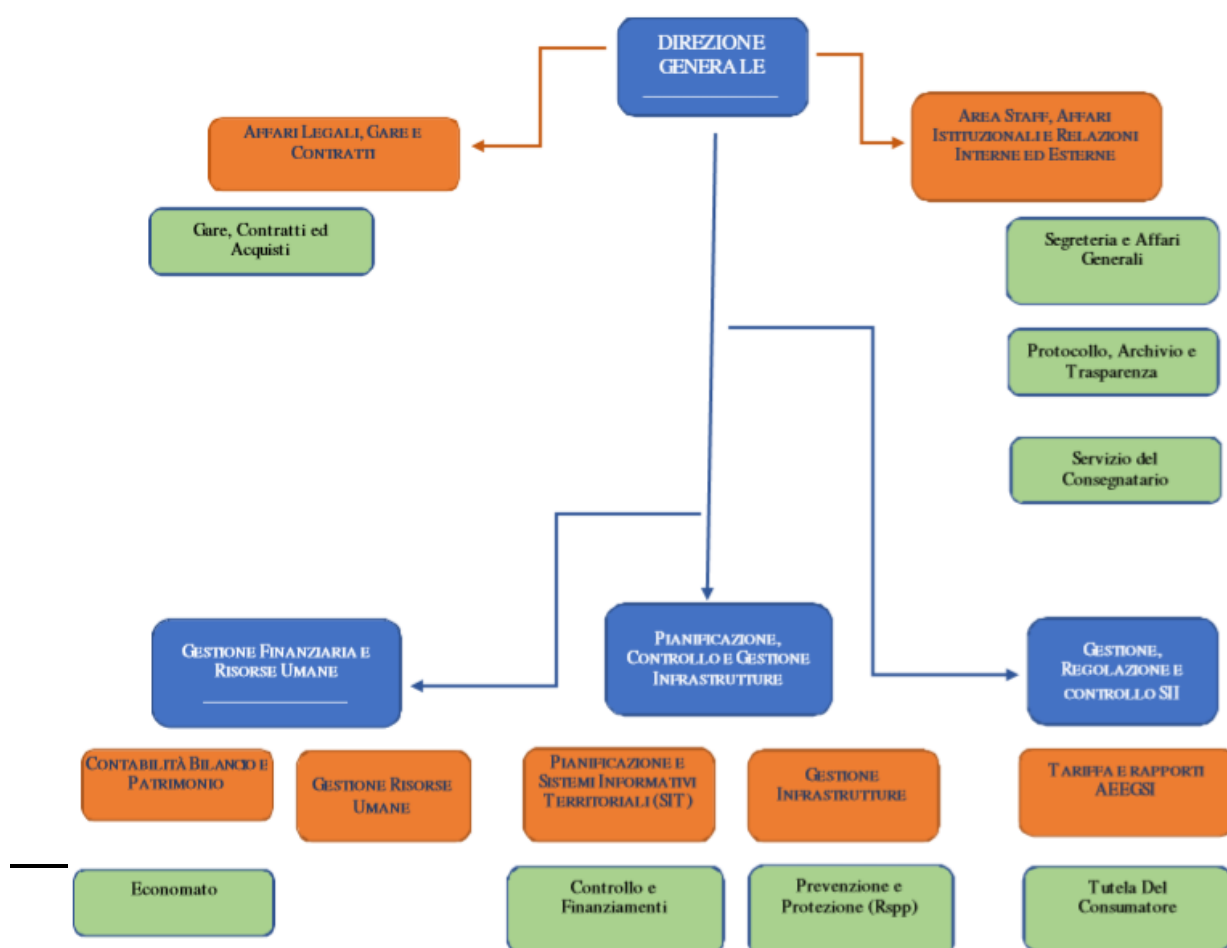 DIREZIONE
GENERALE
AFFARI LEGALI, GARE E
CONTRATTI
AREA STAFF, AFFARI
ISTITUZIONALI E RELAZIONI
INTERNE ED ESTERNE
Gare, Contratti ed
Acquisti
Segreteria e Affari
Generali
Protocollo, Archivio e
Trasparenza
Servizio del
Consegnatario
GESTIONE FINANZIARIA E
RISORSE UMANE
PIANIFICAZIONE,
CONTROLLO E GESTIONE
INFRASTRUTTURE
GESTIONE,
REGOLAZIONE E
CONTROLLO SII
CONTABILITÀ BILANCIO E
PATRIMONIO
GESTIONE RISORSE
UMANE
PIANIFICAZIONE E
SISTEMI INFORMATIVI
TERRITORIALI (SIT)
GESTIONE
INFRASTRUTTURE
TARIFFA E RAPPORTI
AEEGSI
Economato
Controllo e
Finanziamenti
Prevenzione e
Protezione (Rspp)
Tutela Del
Consumatore